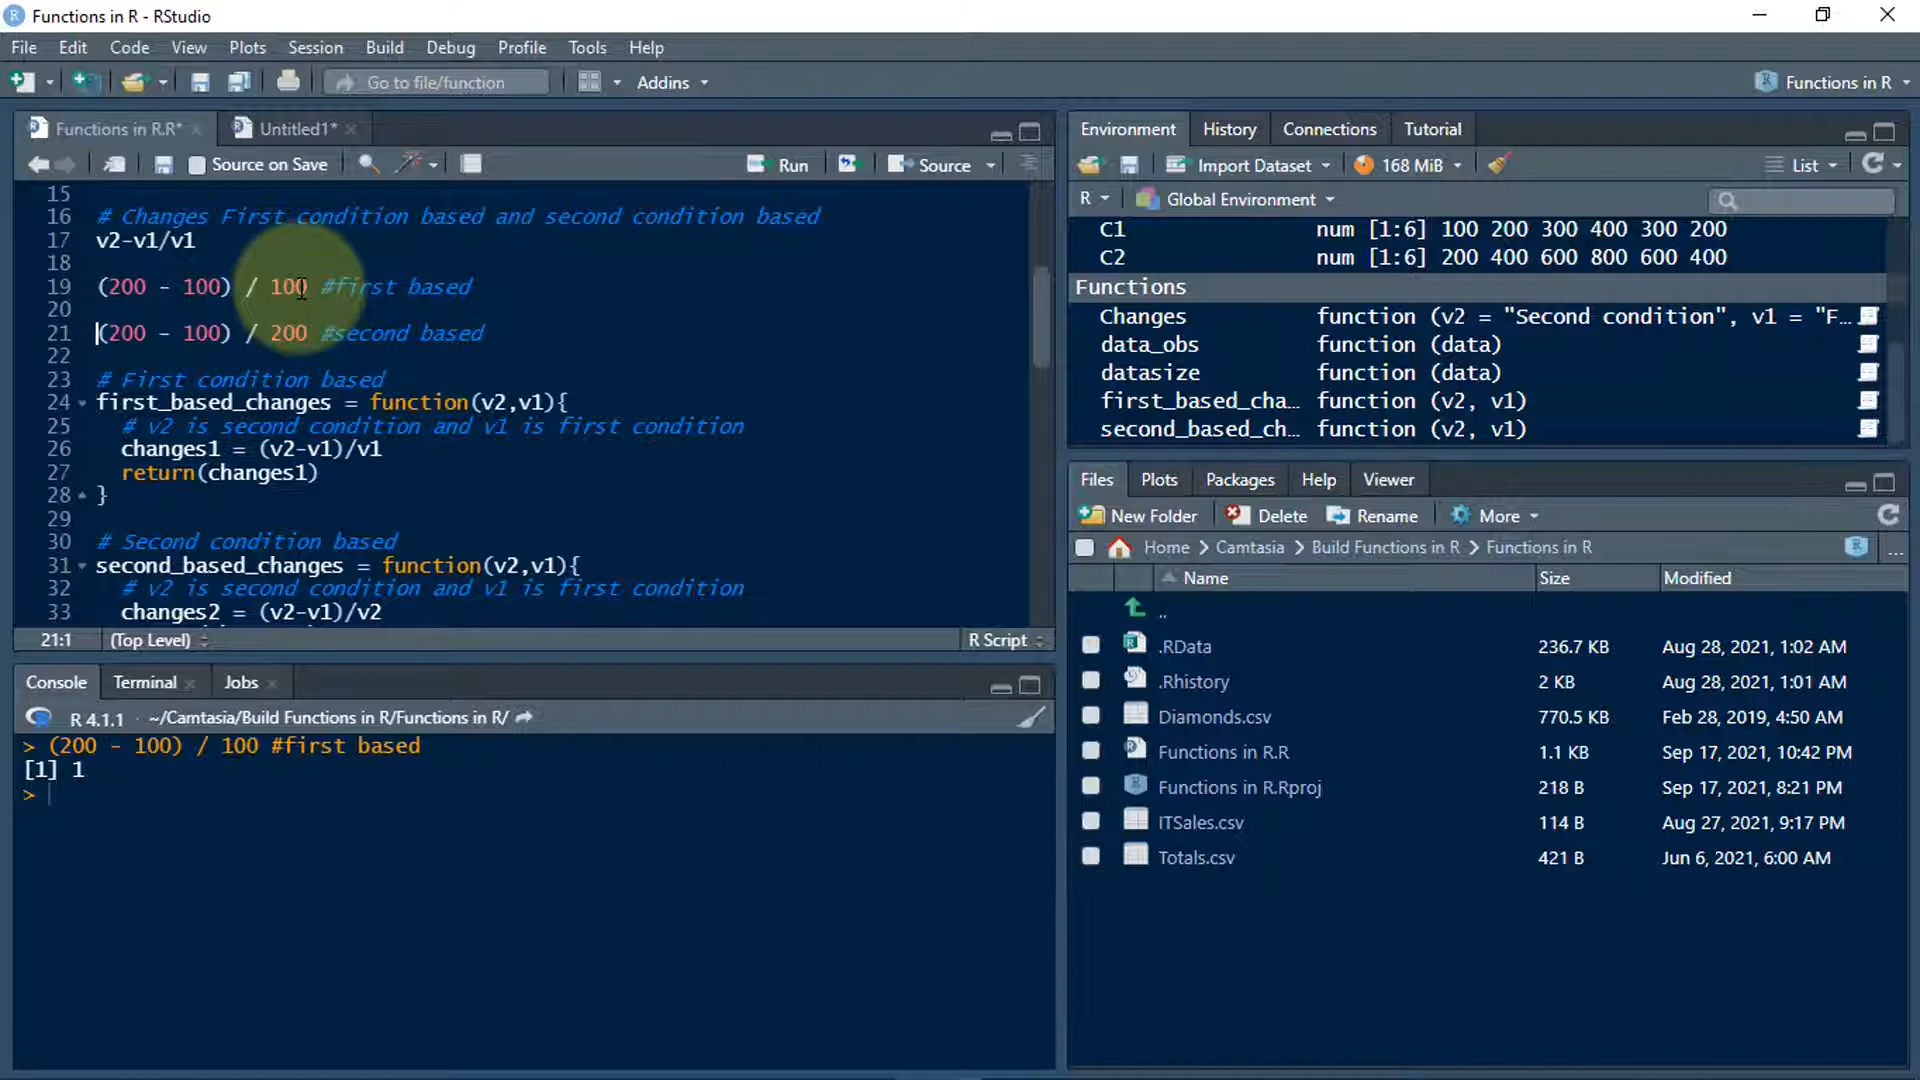 Functions in R - RStudio
File Edit Code View Plots Session Build Debug Profile Tools Help
Go to file/function Addins Functions in R
Functions in R.R* Untitled1*
Source on Save Run Source
15
16 # Changes First condition based and second condition based
17 v2-v1/v1
18
19 (200 - 100) / 100 #first based
20
21 (200 - 100) / 200 #second based
22
23 # First condition based
24 first_based_changes = function(v2,v1){
25 # v2 is second condition and v1 is first condition
26 changes1 = (v2-v1)/v1
27 return(changes1)
28 }
29
30 # Second condition based
31 second_based_changes = function(v2,v1){
32 # v2 is second condition and v1 is first condition
33 changes2 = (v2-v1)/v2
21:1 (Top Level) R Script
Console Terminal Jobs
R 4.1.1 · ~/Camtasia/Build Functions in R/Functions in R/
> (200 - 100) / 100 #first based
[1] 1
>
Environment History Connections Tutorial
Import Dataset 168 MiB List
R Global Environment
C1 num [1:6] 100 200 300 400 300 200
C2 num [1:6] 200 400 600 800 600 400
Functions
Changes function (v2 = "Second condition", v1 = "F…
data_obs function (data)
datasize function (data)
first_based_cha… function (v2, v1)
second_based_ch… function (v2, v1)
Files Plots Packages Help Viewer
New Folder Delete Rename More
Home > Camtasia > Build Functions in R > Functions in R ...
Name Size Modified
..
.RData 236.7 KB Aug 28, 2021, 1:02 AM
.Rhistory 2 KB Aug 28, 2021, 1:01 AM
Diamonds.csv 770.5 KB Feb 28, 2019, 4:50 AM
Functions in R.R 1.1 KB Sep 17, 2021, 10:42 PM
Functions in R.Rproj 218 B Sep 17, 2021, 8:21 PM
ITSales.csv 114 B Aug 27, 2021, 9:17 PM
Totals.csv 421 B Jun 6, 2021, 6:00 AM